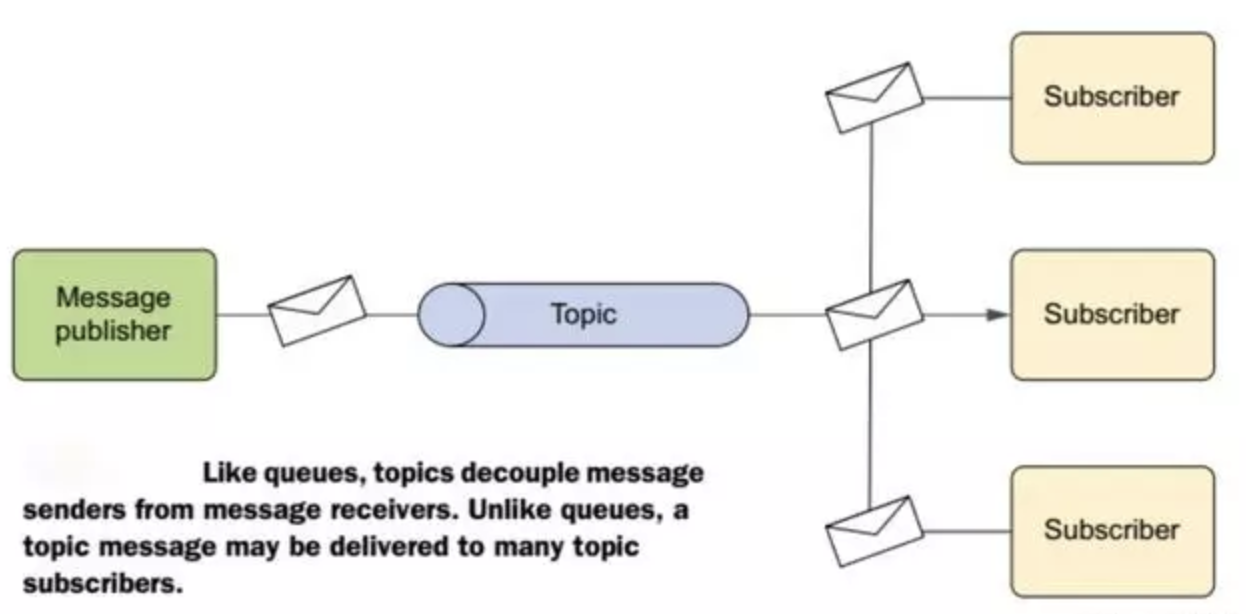 Subscriber
Message
publisher
Topic
Subscriber
Subscriber
Like queues, topics decouple message
senders from message receivers. Unlike queues, a
topic message may be delivered to many topic
subscribers.